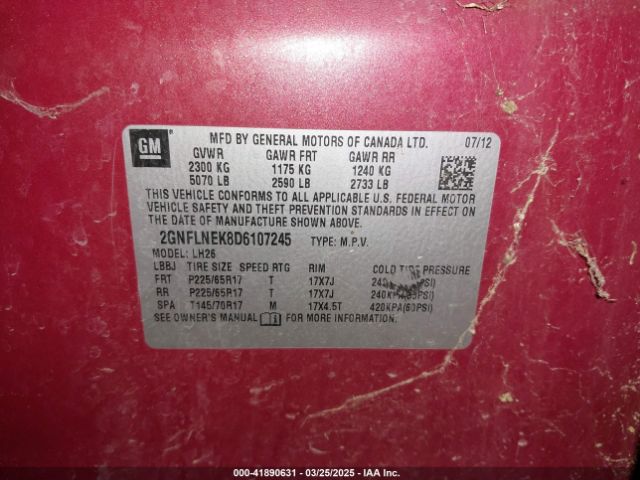 GM
MFD BY GENERAL MOTORS OF CANADA LTD. 07/12
GVWR GAWR FRT GAWR RR
2300 KG 1175 KG 1240 KG
5070 LB 2590 LB 2733 LB
THIS VEHICLE CONFORMS TO ALL APPLICABLE U.S. FEDERAL MOTOR
VEHICLE SAFETY AND THEFT PREVENTION STANDARDS IN EFFECT ON
THE DATE OF MANUFACTURE SHOWN ABOVE.
2GNFLNEK8D6107245 TYPE: M.P.V.
MODEL: LH26
LBBJ TIRE SIZE SPEED RTG RIM COLD TIRE PRESSURE
FRT P225/65R17 T 17X7J
RR P225/65R17 T 17X7J 240KPA(35PSI)
SPA T145/70R17 M 17X4.5T 420KPA(60PSI)
SEE OWNER'S MANUAL FOR MORE INFORMATION.
000-41890631 - 03/25/2025 - IAA Inc.